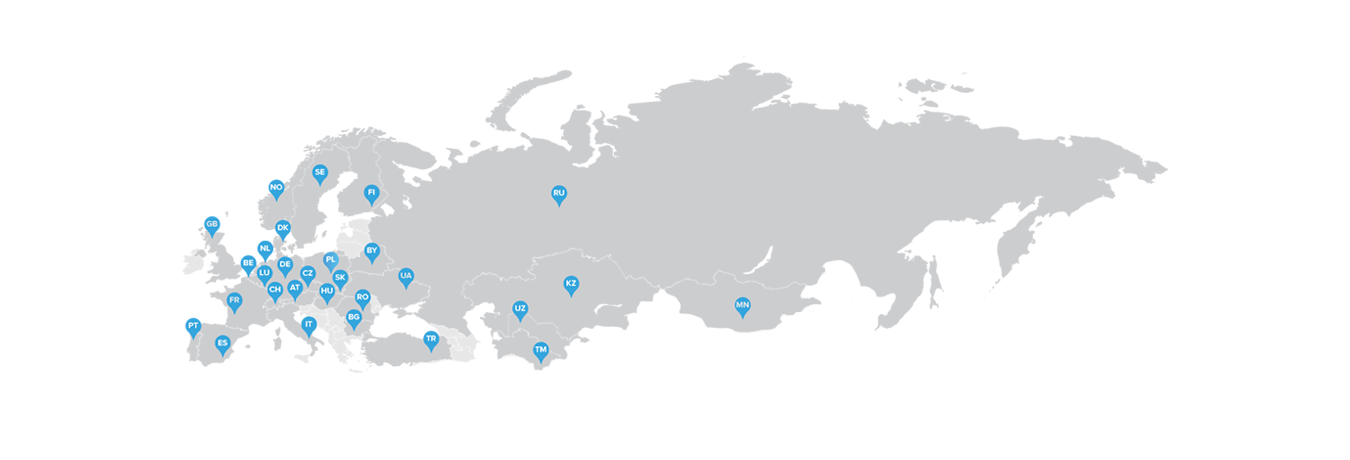 SE
NO
FI
RU
GB
DK
NL
BY
BE
LU
DE
CZ
PL
SK
UA
CH
AT
HU
RO
KZ
FR
UZ
MN
PT
IT
BG
ES
TR
TM